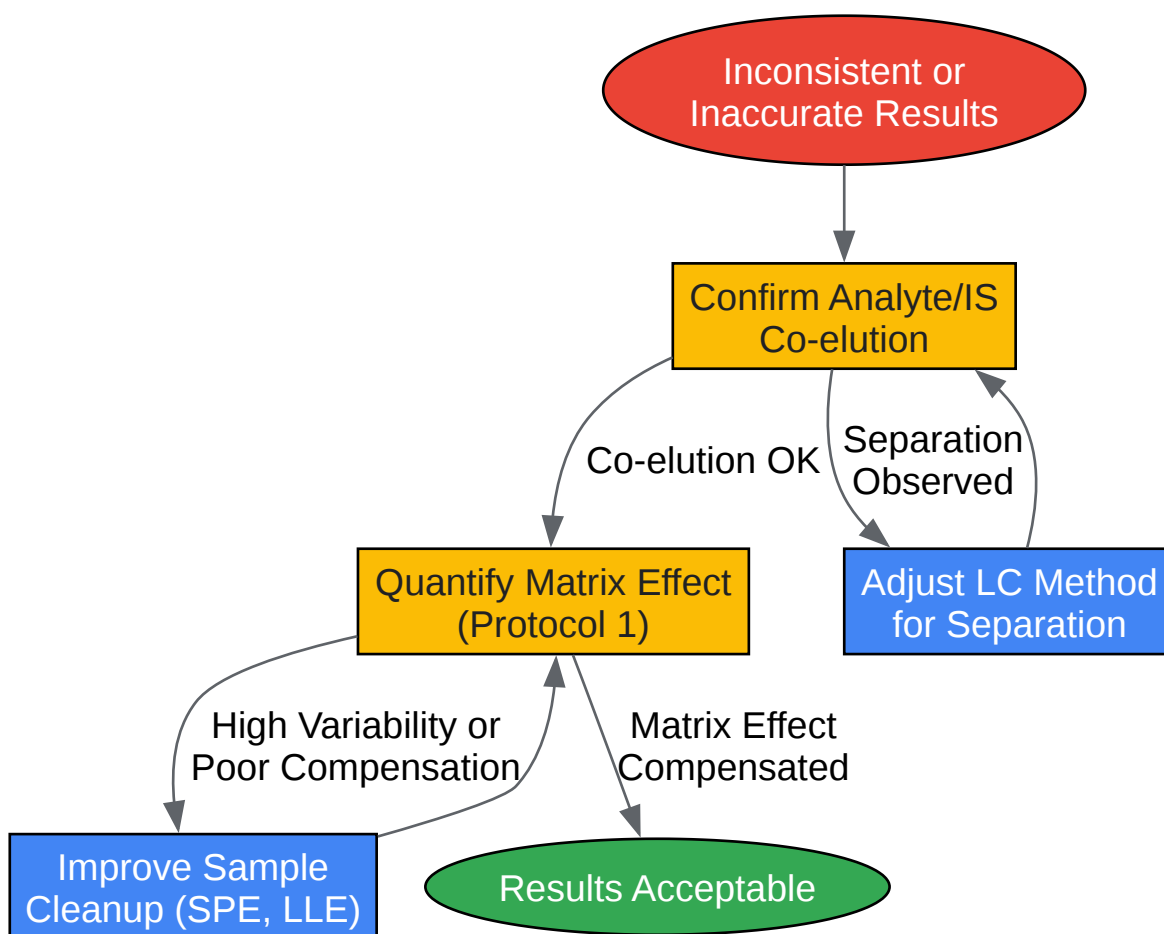 Inconsistent or
Inaccurate Results
Confirm Analyte/IS
Co-elution
Co-elution OK
Separation
Observed
Quantify Matrix Effect
(Protocol 1)
Adjust LC Method
for Separation
High Variability or
Poor Compensation
Matrix Effect
Compensated
Improve Sample
Cleanup (SPE, LLE)
Results Acceptable